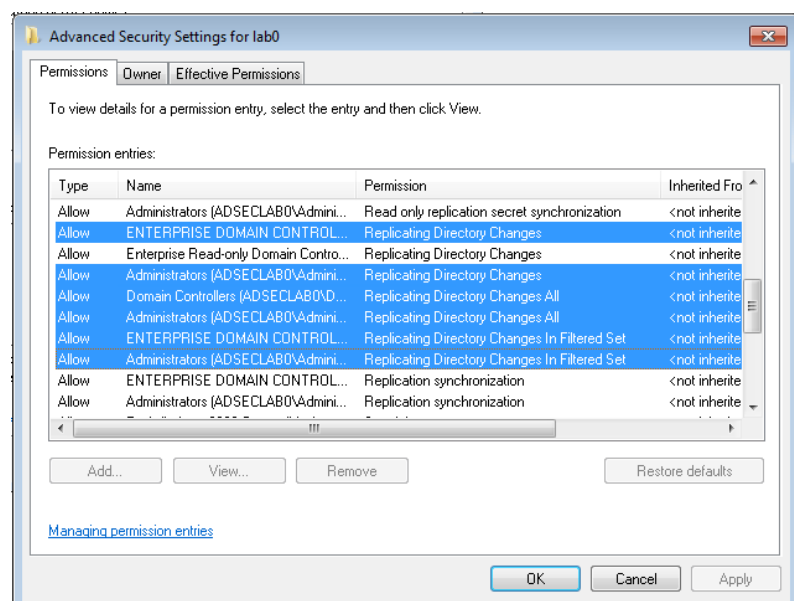 Advanced Security Settings for lab0
Permissions Owner Effective Permissions
To view details for a permission entry, select the entry and then click View.
Permission entries:
Type Name Permission Inherited Fro
Allow Administrators (ADSECLAB0\Admini... Read only replication secret synchronization <not inherite
Allow ENTERPRISE DOMAIN CONTROL... Replicating Directory Changes <not inherite
Allow Enterprise Read-only Domain Contro... Replicating Directory Changes <not inherite
Allow Administrators (ADSECLAB0\Admini... Replicating Directory Changes <not inherite
Allow Domain Controllers (ADSECLAB0\D... Replicating Directory Changes All <not inherite
Allow Administrators (ADSECLAB0\Admini... Replicating Directory Changes All <not inherite
Allow ENTERPRISE DOMAIN CONTROL... Replicating Directory Changes In Filtered Set <not inherite
Allow Administrators (ADSECLAB0\Admini... Replicating Directory Changes In Filtered Set <not inherite
Allow ENTERPRISE DOMAIN CONTROL... Replication synchronization <not inherite
Allow Administrators (ADSECLAB0\Admini... Replication synchronization <not inherite
Add... View... Remove Restore defaults
Managing permission entries
OK Cancel Apply